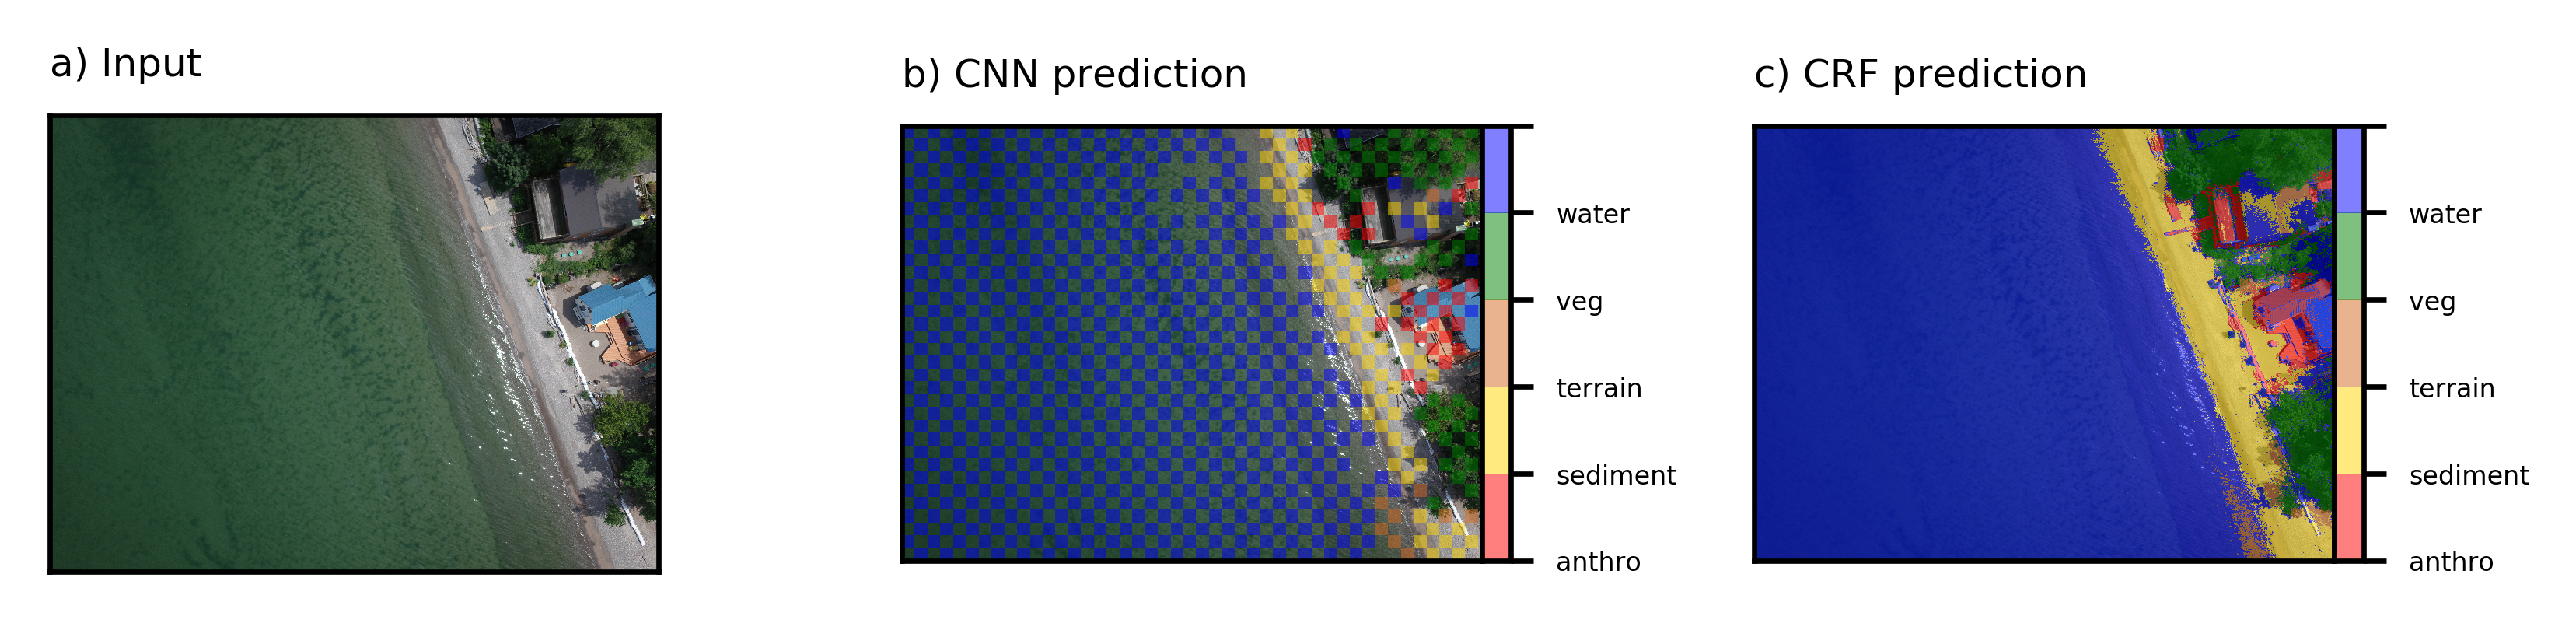 a) Input
b) CNN prediction
water
veg
terrain
sediment
anthro
c) CRF prediction
water
veg
terrain
sediment
anthro